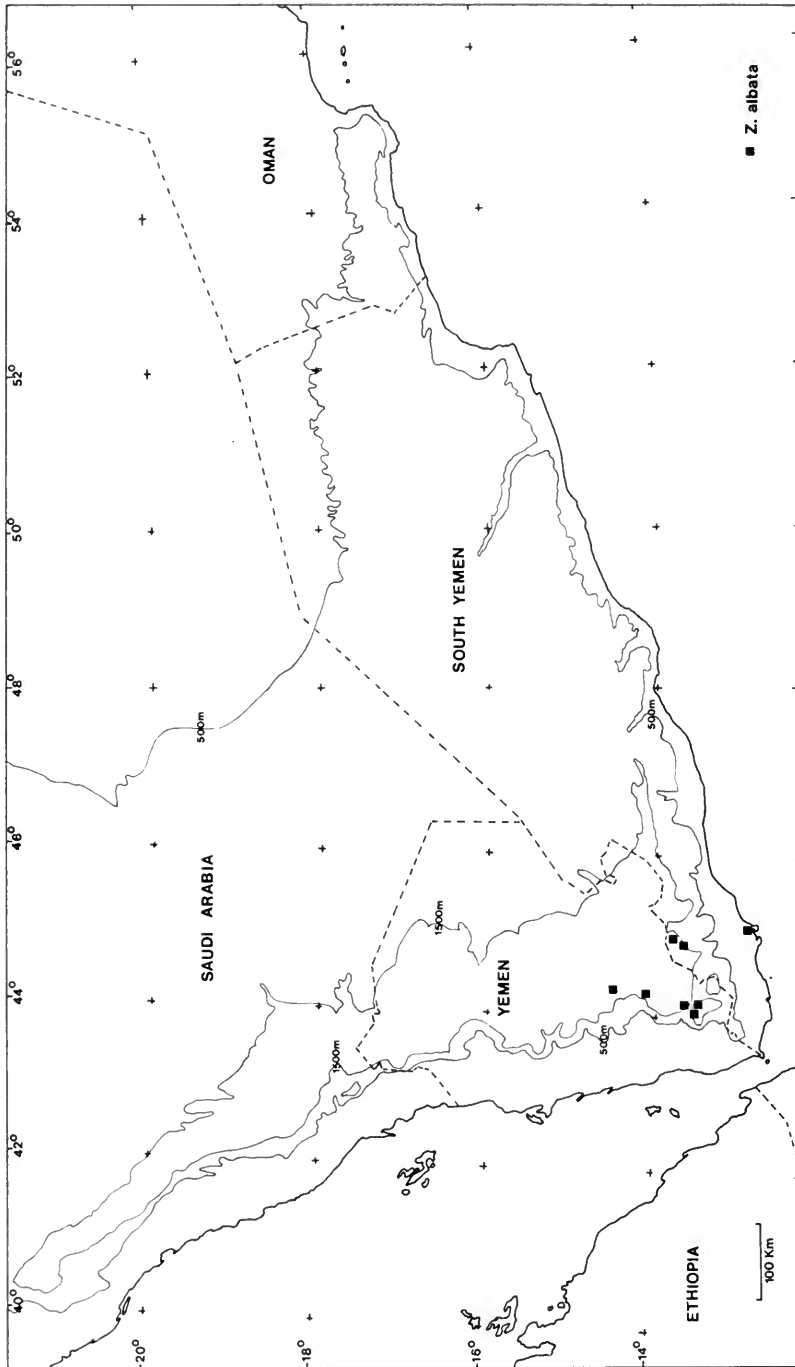 40°
42°
44°
46°
48°
50°
52°
54°
56°
-20°
-18°
-16°
-14°
SAUDI ARABIA
OMAN
YEMEN
SOUTH YEMEN
ETHIOPIA
500m
1500m
1500m
500m
500m
100 Km
■ Z. albata